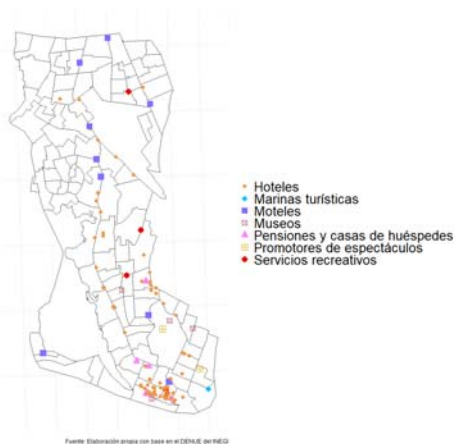 Hoteles
Marinas turísticas
Moteles
Museos
Pensiones y casas de huéspedes
Promotores de espectáculos
Servicios recreativos
Fuente: Elaboración propia con base en el DENUE del INEGI